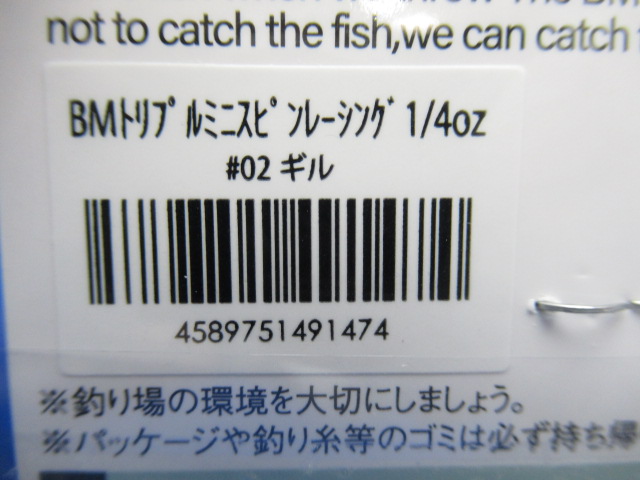 not to catch the fish,we can catch
BMﾄﾘﾌﾟﾙﾐﾆｽﾋﾟﾝﾚｰｼﾝｸﾞ 1/4oz
#02 ギル
4589751491474
※釣り場の環境を大切にしましょう。
※パッケージや釣り糸等のゴミは必ず持ち帰